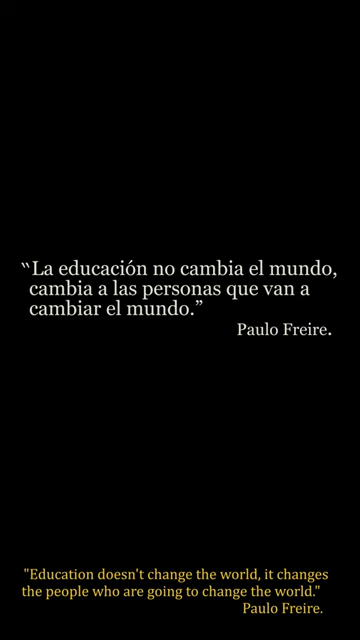 “La educación no cambia el mundo,
cambia a las personas que van a
cambiar el mundo.”
Paulo Freire.
"Education doesn't change the world, it changes
the people who are going to change the world."
Paulo Freire.